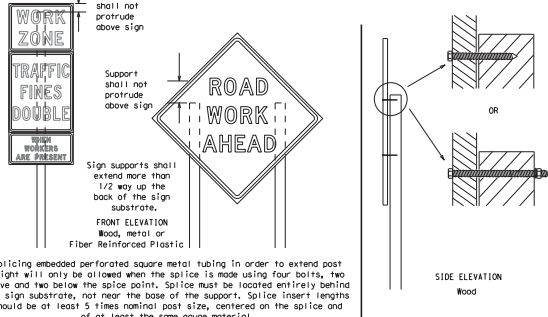 shall not
protrude
above sign
WORK
ZONE
TRAFFIC
FINES
DOUBLE
WHEN
WORKERS
ARE PRESENT
Support
shall not
protrude
above sign
ROAD
WORK
AHEAD
Sign supports shall
extend more than
1/2 way up the
back of the sign
substrate.
FRONT ELEVATION
Wood, metal or
Fiber Reinforced Plastic
OR
SIDE ELEVATION
Wood
plicing embedded perforated square metal tubing in order to extend post
ight will only be allowed when the splice is made using four bolts, two
ve and two below the spice point. Splice must be located entirely behind
sign substrate, not near the base of the support. Splice insert lengths
hould be at least 5 times nominal post size, centered on the splice and
of at least the same gauge material